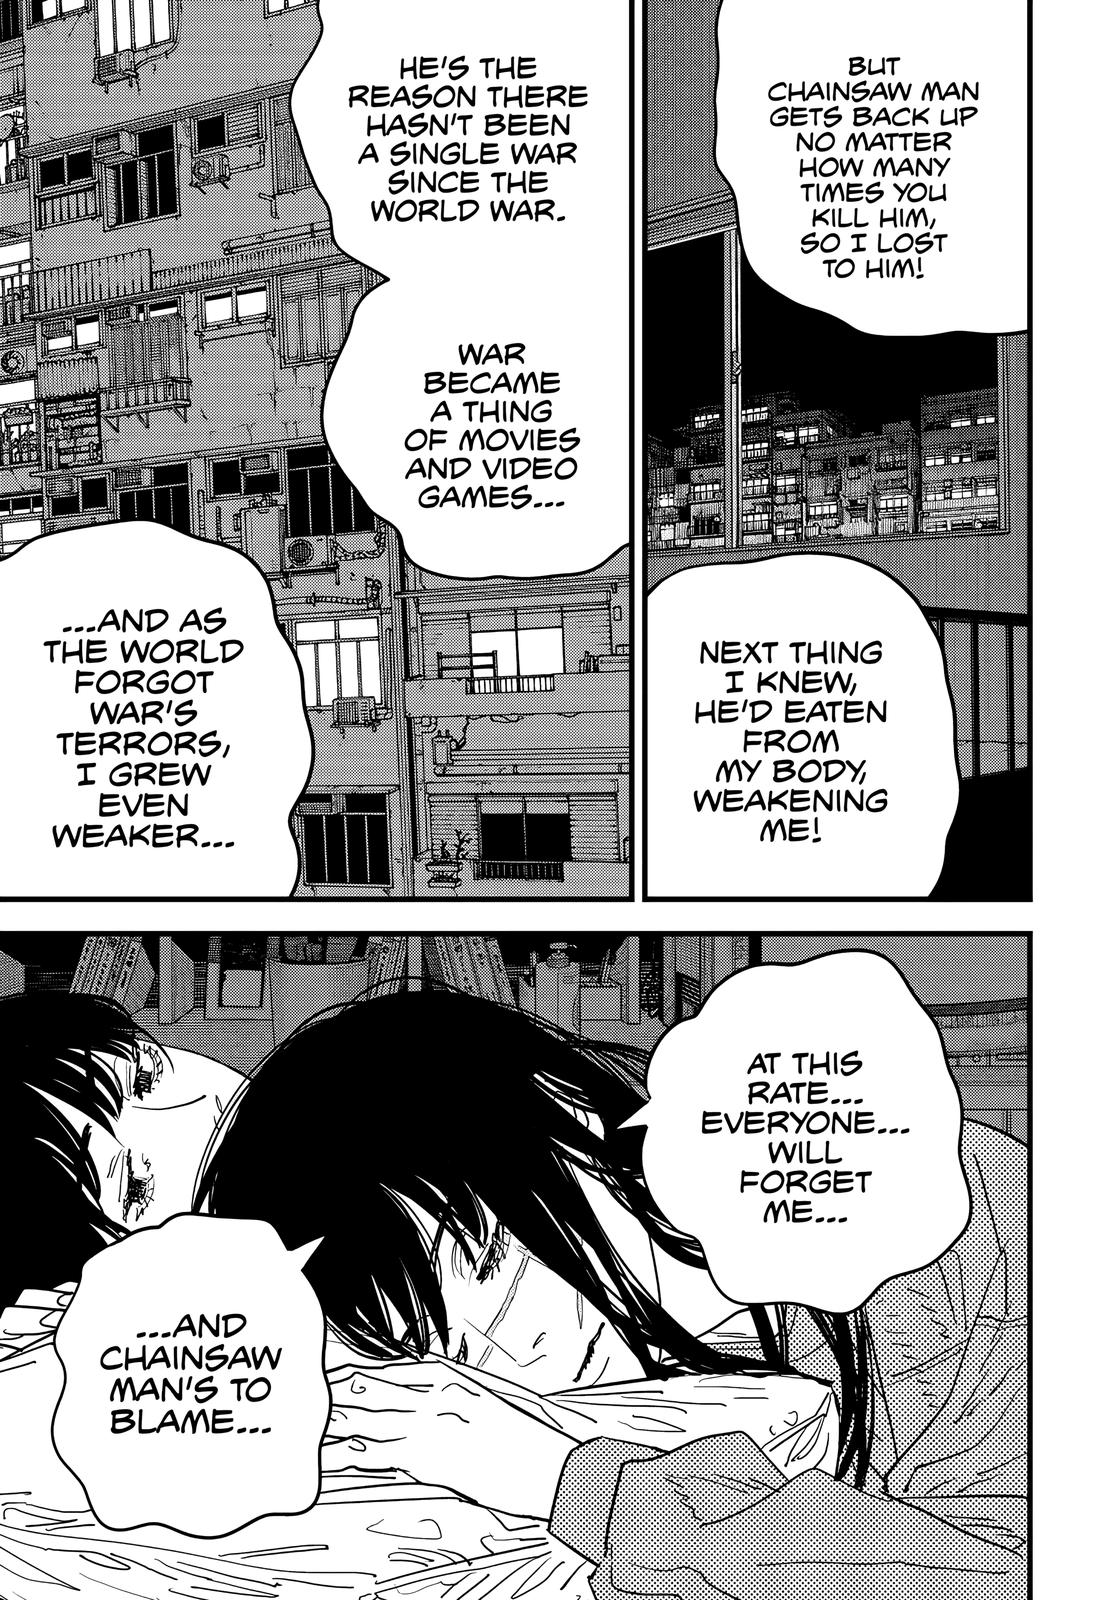 BUT
CHAINSAW MAN
GETS BACK UP
NO MATTER
HOW MANY
TIMES YOU
KILL HIM,
SO I LOST
TO HIM!
NEXT THING
I KNEW,
HE'D EATEN
FROM
MY BODY,
WEAKENING
ME!
HE'S THE
REASON THERE
HASN'T BEEN
A SINGLE WAR
SINCE THE
WORLD WAR.
WAR
BECAME
A THING
OF MOVIES
AND VIDEO
GAMES...
...AND AS
THE WORLD
FORGOT
WAR'S
TERRORS,
I GREW
EVEN
WEAKER...
AT THIS
RATE...
EVERYONE...
WILL
FORGET
ME...
...AND
CHAINSAW
MAN'S TO
BLAME...